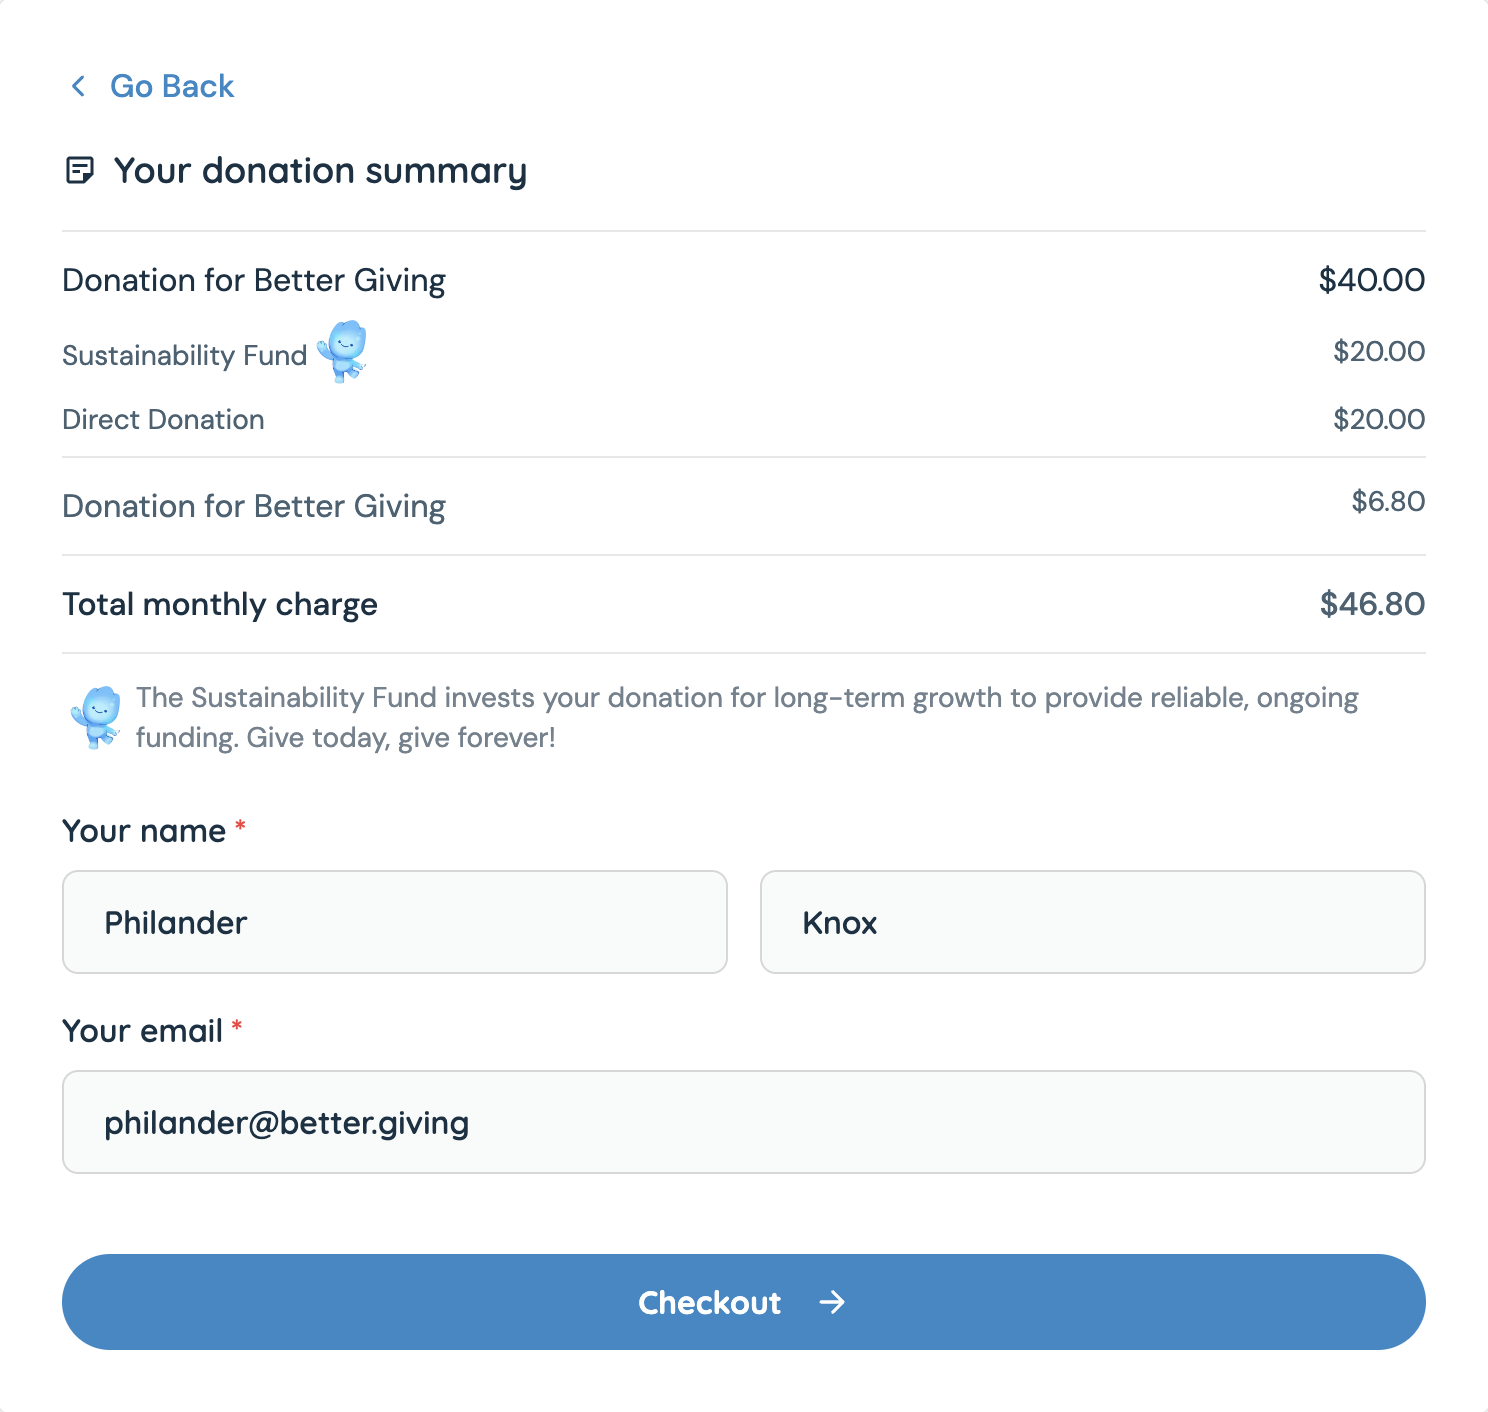 Go Back
Your donation summary
Donation for Better Giving $40.00
Sustainability Fund $20.00
Direct Donation $20.00
Donation for Better Giving $6.80
Total monthly charge $46.80
The Sustainability Fund invests your donation for long-term growth to provide reliable, ongoing
funding. Give today, give forever!
Your name *
Philander Knox
Your email *
philander@better.giving
Checkout